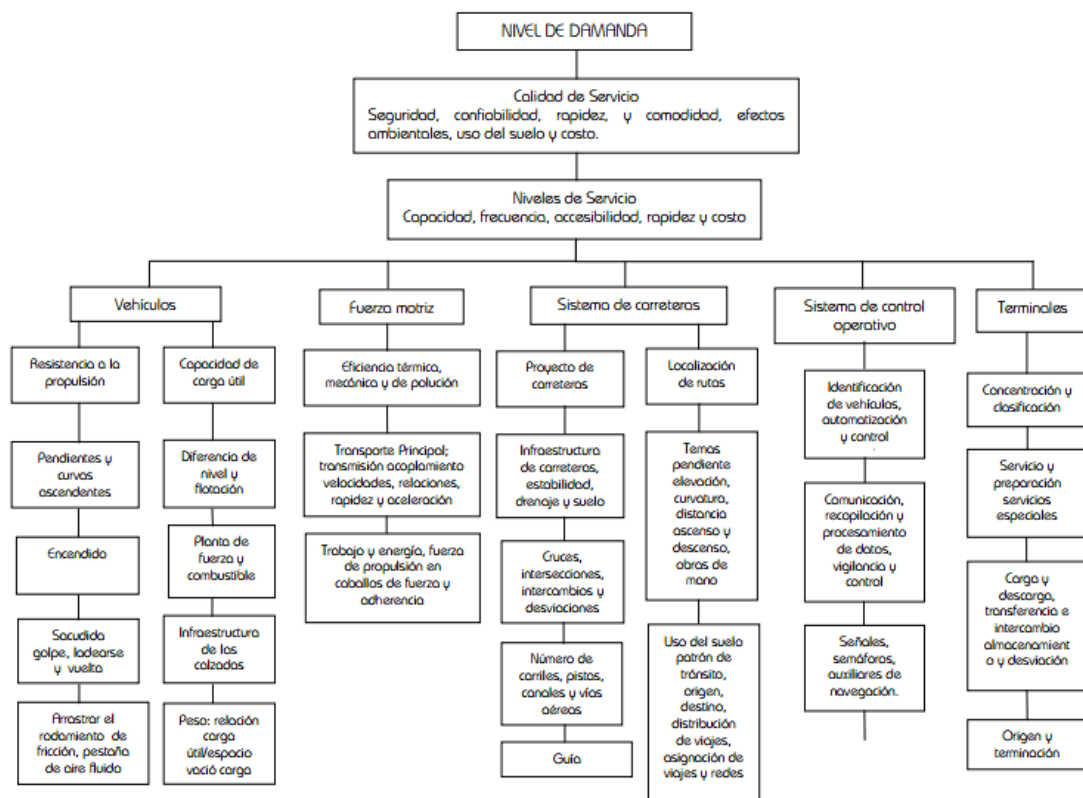 NIVEL DE DAMANDA
Calidad de Servicio
Seguridad, confiabilidad, rapidez, y comodidad, efectos
ambientales, uso del suelo y costo.
Niveles de Servicio
Capacidad, frecuencia, accesibilidad, rapidez y costo
Vehículos
Resistencia a la
propulsión
Pendientes y
curvas
ascendentes
Encendido
Sacudida
golpe, ladearse
y vuelta
Arrastrar el
rodamiento de
fricción, pestaña
de aire fluido
Capacidad de
carga útil
Diferencia de
nivel y
flotación
Planta de
fuerza y
combustible
Infraestructura
de las
calzadas
Peso: relación
carga
útil/espacio
vació carga
Fuerza motriz
Eficiencia térmica,
mecánica y de polución
Transporte Principal;
transmisión acoplamiento
velocidades, relaciones,
rapidez y aceleración
Trabajo y energía, fuerza
de propulsión en
caballos de fuerza y
adherencia
Sistema de carreteras
Proyecto de
carreteras
Infraestructura
de carreteras,
estabilidad,
drenaje y suelo
Cruces,
intersecciones,
intercambios y
desviaciones
Número de
carriles, pistas,
canales y vías
aéreas
Guía
Localización
de rutas
Temas
pendiente
elevación,
curvatura,
distancia
ascenso y
descenso,
obras de
mano
Uso del suelo
patrón de
tránsito,
origen,
destino,
distribución
de viajes,
asignación de
viajes y redes
Sistema de control
operativo
Identificación
de vehículos,
automatización
y control
.
Comunicación,
recopilación y
procesamiento
de datos,
vigilancia y
control
Señales,
semáforos,
auxiliares de
navegación.
Terminales
Concentración y
clasificación
Servicio y
preparación
servicios
especiales
Carga y
descarga,
transferencia e
intercambio
almacenamient
o y desviación
Origen y
terminación